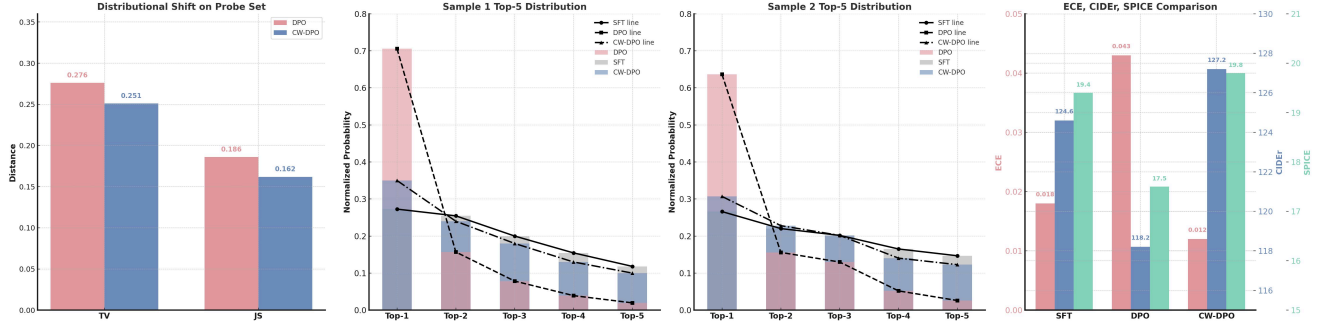 Distributional Shift on Probe Set
DPO
CW-DPO
Distance
0.35
0.30
0.25
0.20
0.15
0.10
0.05
0.00
0.276
0.251
0.186
0.162
TV
JS
Sample 1 Top-5 Distribution
SFT line
DPO line
CW-DPO line
DPO
SFT
CW-DPO
Normalized Probability
0.8
0.7
0.6
0.5
0.4
0.3
0.2
0.1
0.0
Top-1
Top-2
Top-3
Top-4
Top-5
Sample 2 Top-5 Distribution
SFT line
DPO line
CW-DPO line
DPO
SFT
CW-DPO
Normalized Probability
0.8
0.7
0.6
0.5
0.4
0.3
0.2
0.1
0.0
Top-1
Top-2
Top-3
Top-4
Top-5
ECE, CIDEr, SPICE Comparison
ECE
0.05
0.04
0.03
0.02
0.01
0.00
0.018
124.6
19.4
0.043
118.2
17.5
0.012
127.2
19.8
SFT
DPO
CW-DPO
130
128
126
124
122
120
118
116
CIDEr
21
20
19
18
17
16
15
SPICE